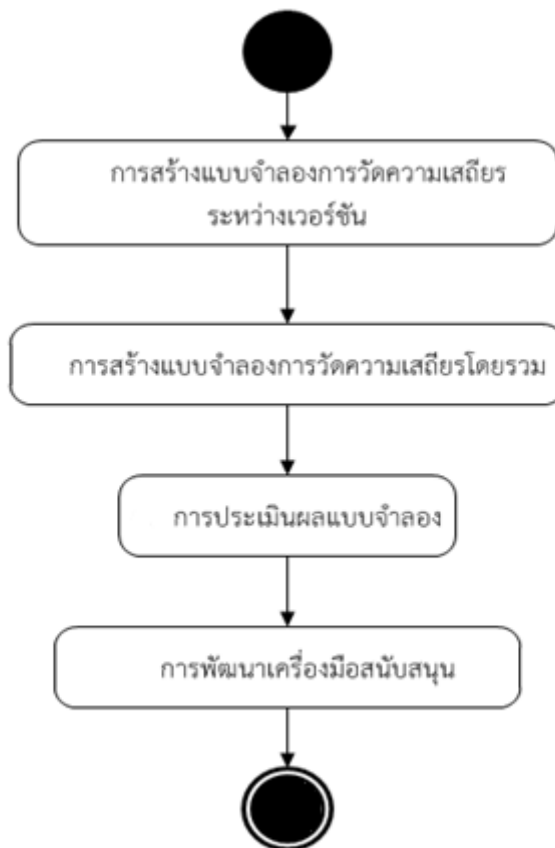 การสร้างแบบจำลองการวัดความเสถียร
ระหว่างเวอร์ชัน
การสร้างแบบจำลองการวัดความเสถียรโดยรวม
การประเมินผลแบบจำลอง
การพัฒนาเครื่องมือสนับสนุน